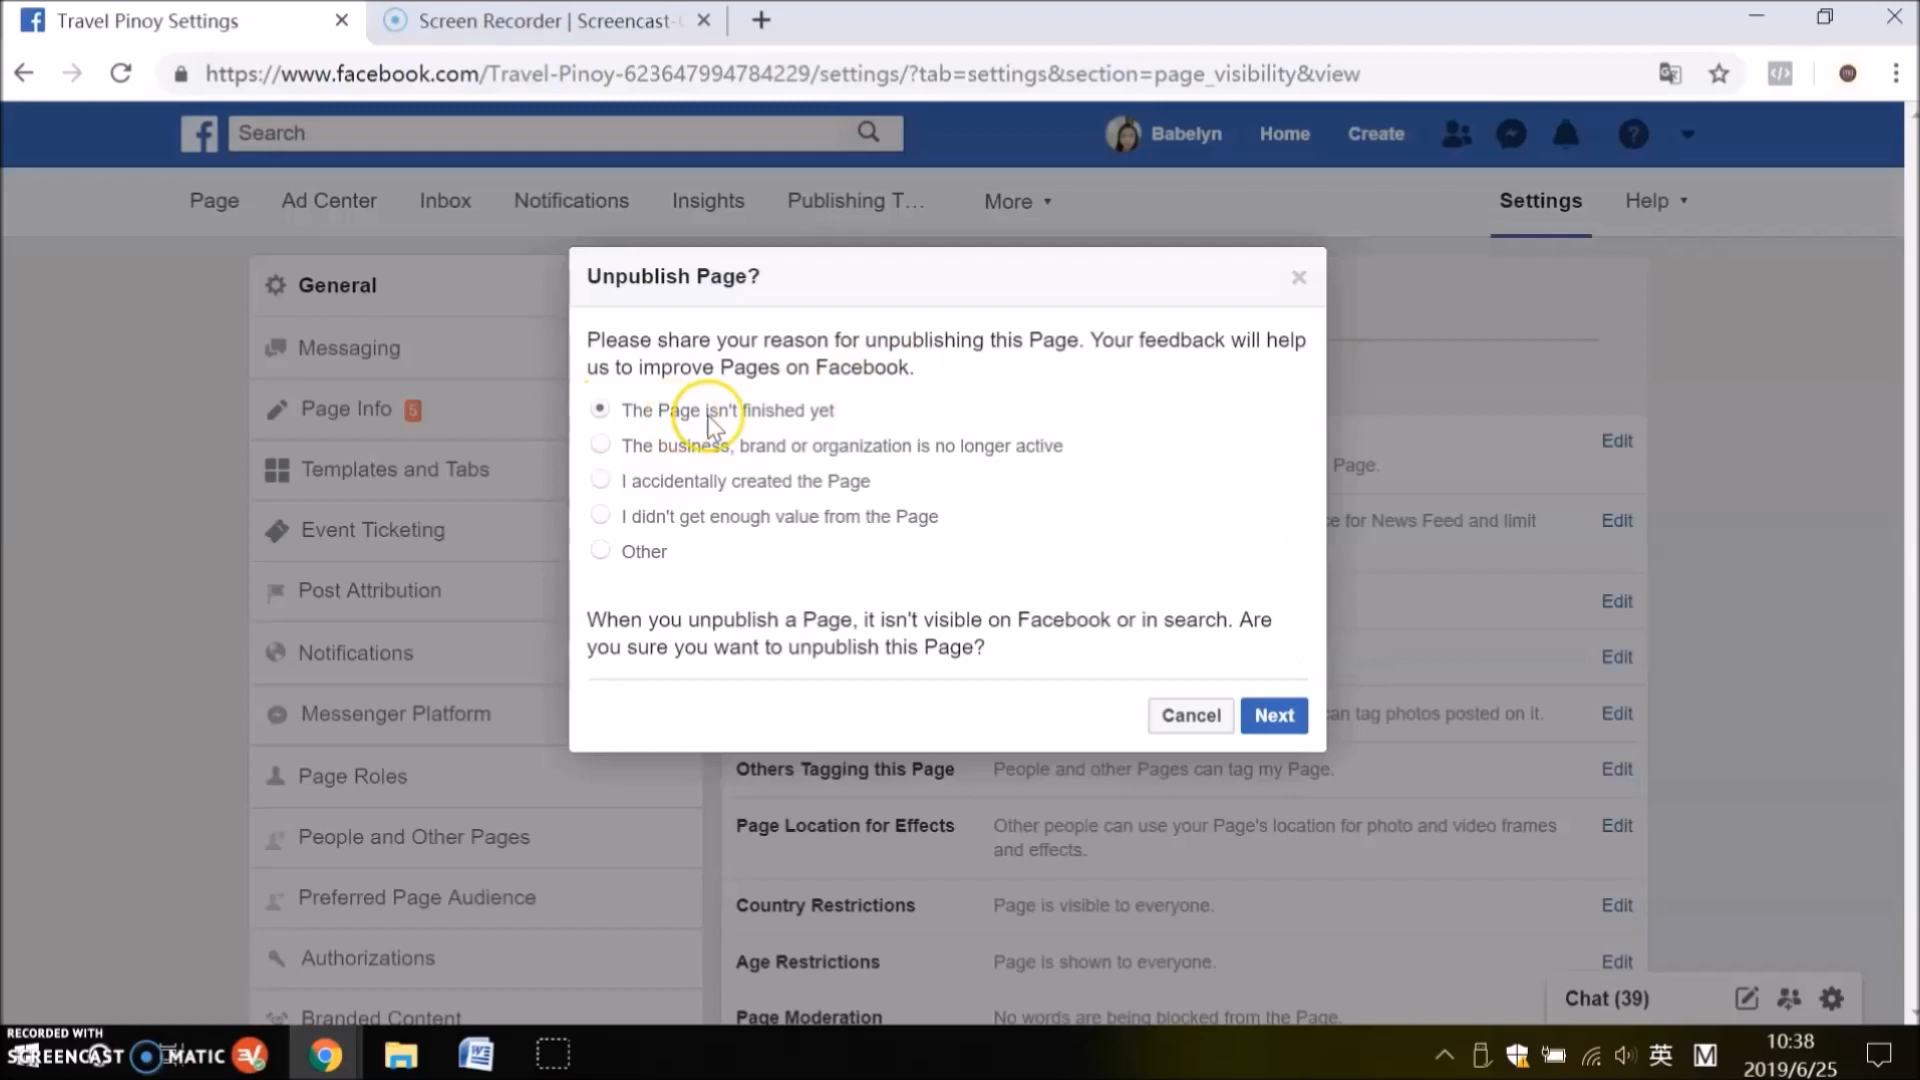 Travel Pinoy Settings
Screen Recorder | Screencast-
https://www.facebook.com/Travel-Pinoy-623647994784229/settings/?tab=settings&section=page_visibility&view
Search
Babelyn
Home
Create
Page
Ad Center
Inbox
Notifications
Insights
Publishing T...
More
Settings
Help
General
Messaging
Page Info 5
Templates and Tabs
Event Ticketing
Post Attribution
Notifications
Messenger Platform
Page Roles
People and Other Pages
Preferred Page Audience
Authorizations
Branded Content
Unpublish Page?
Please share your reason for unpublishing this Page. Your feedback will help
us to improve Pages on Facebook.
The Page isn't finished yet
The business, brand or organization is no longer active
I accidentally created the Page
I didn't get enough value from the Page
Other
When you unpublish a Page, it isn't visible on Facebook or in search. Are
you sure you want to unpublish this Page?
Cancel
Next
Edit
Page.
e for News Feed and limit
Edit
Edit
Edit
an tag photos posted on it.
Edit
Others Tagging this Page
People and other Pages can tag my Page.
Edit
Page Location for Effects
Other people can use your Page's location for photo and video frames
and effects.
Edit
Country Restrictions
Page is visible to everyone.
Edit
Age Restrictions
Page is shown to everyone.
Edit
Page Moderation
No words are being blocked from the Page.
Chat (39)
RECORDED WITH
SCREENCAST MATIC
英
M
10:38
2019/6/25